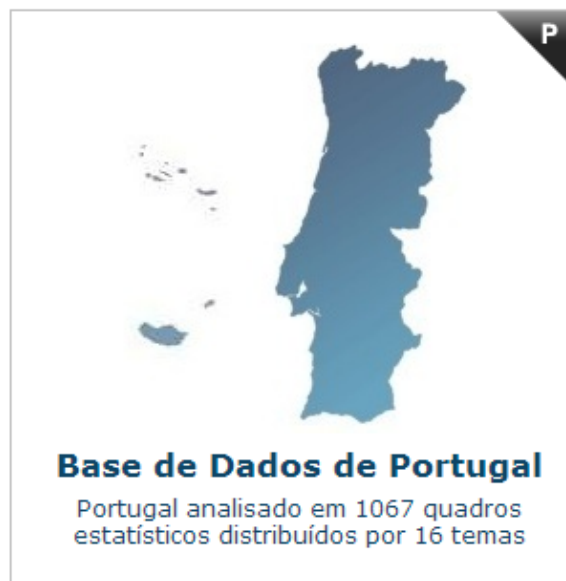 P
Base de Dados de Portugal
Portugal analisado em 1067 quadros
estatísticos distribuídos por 16 temas